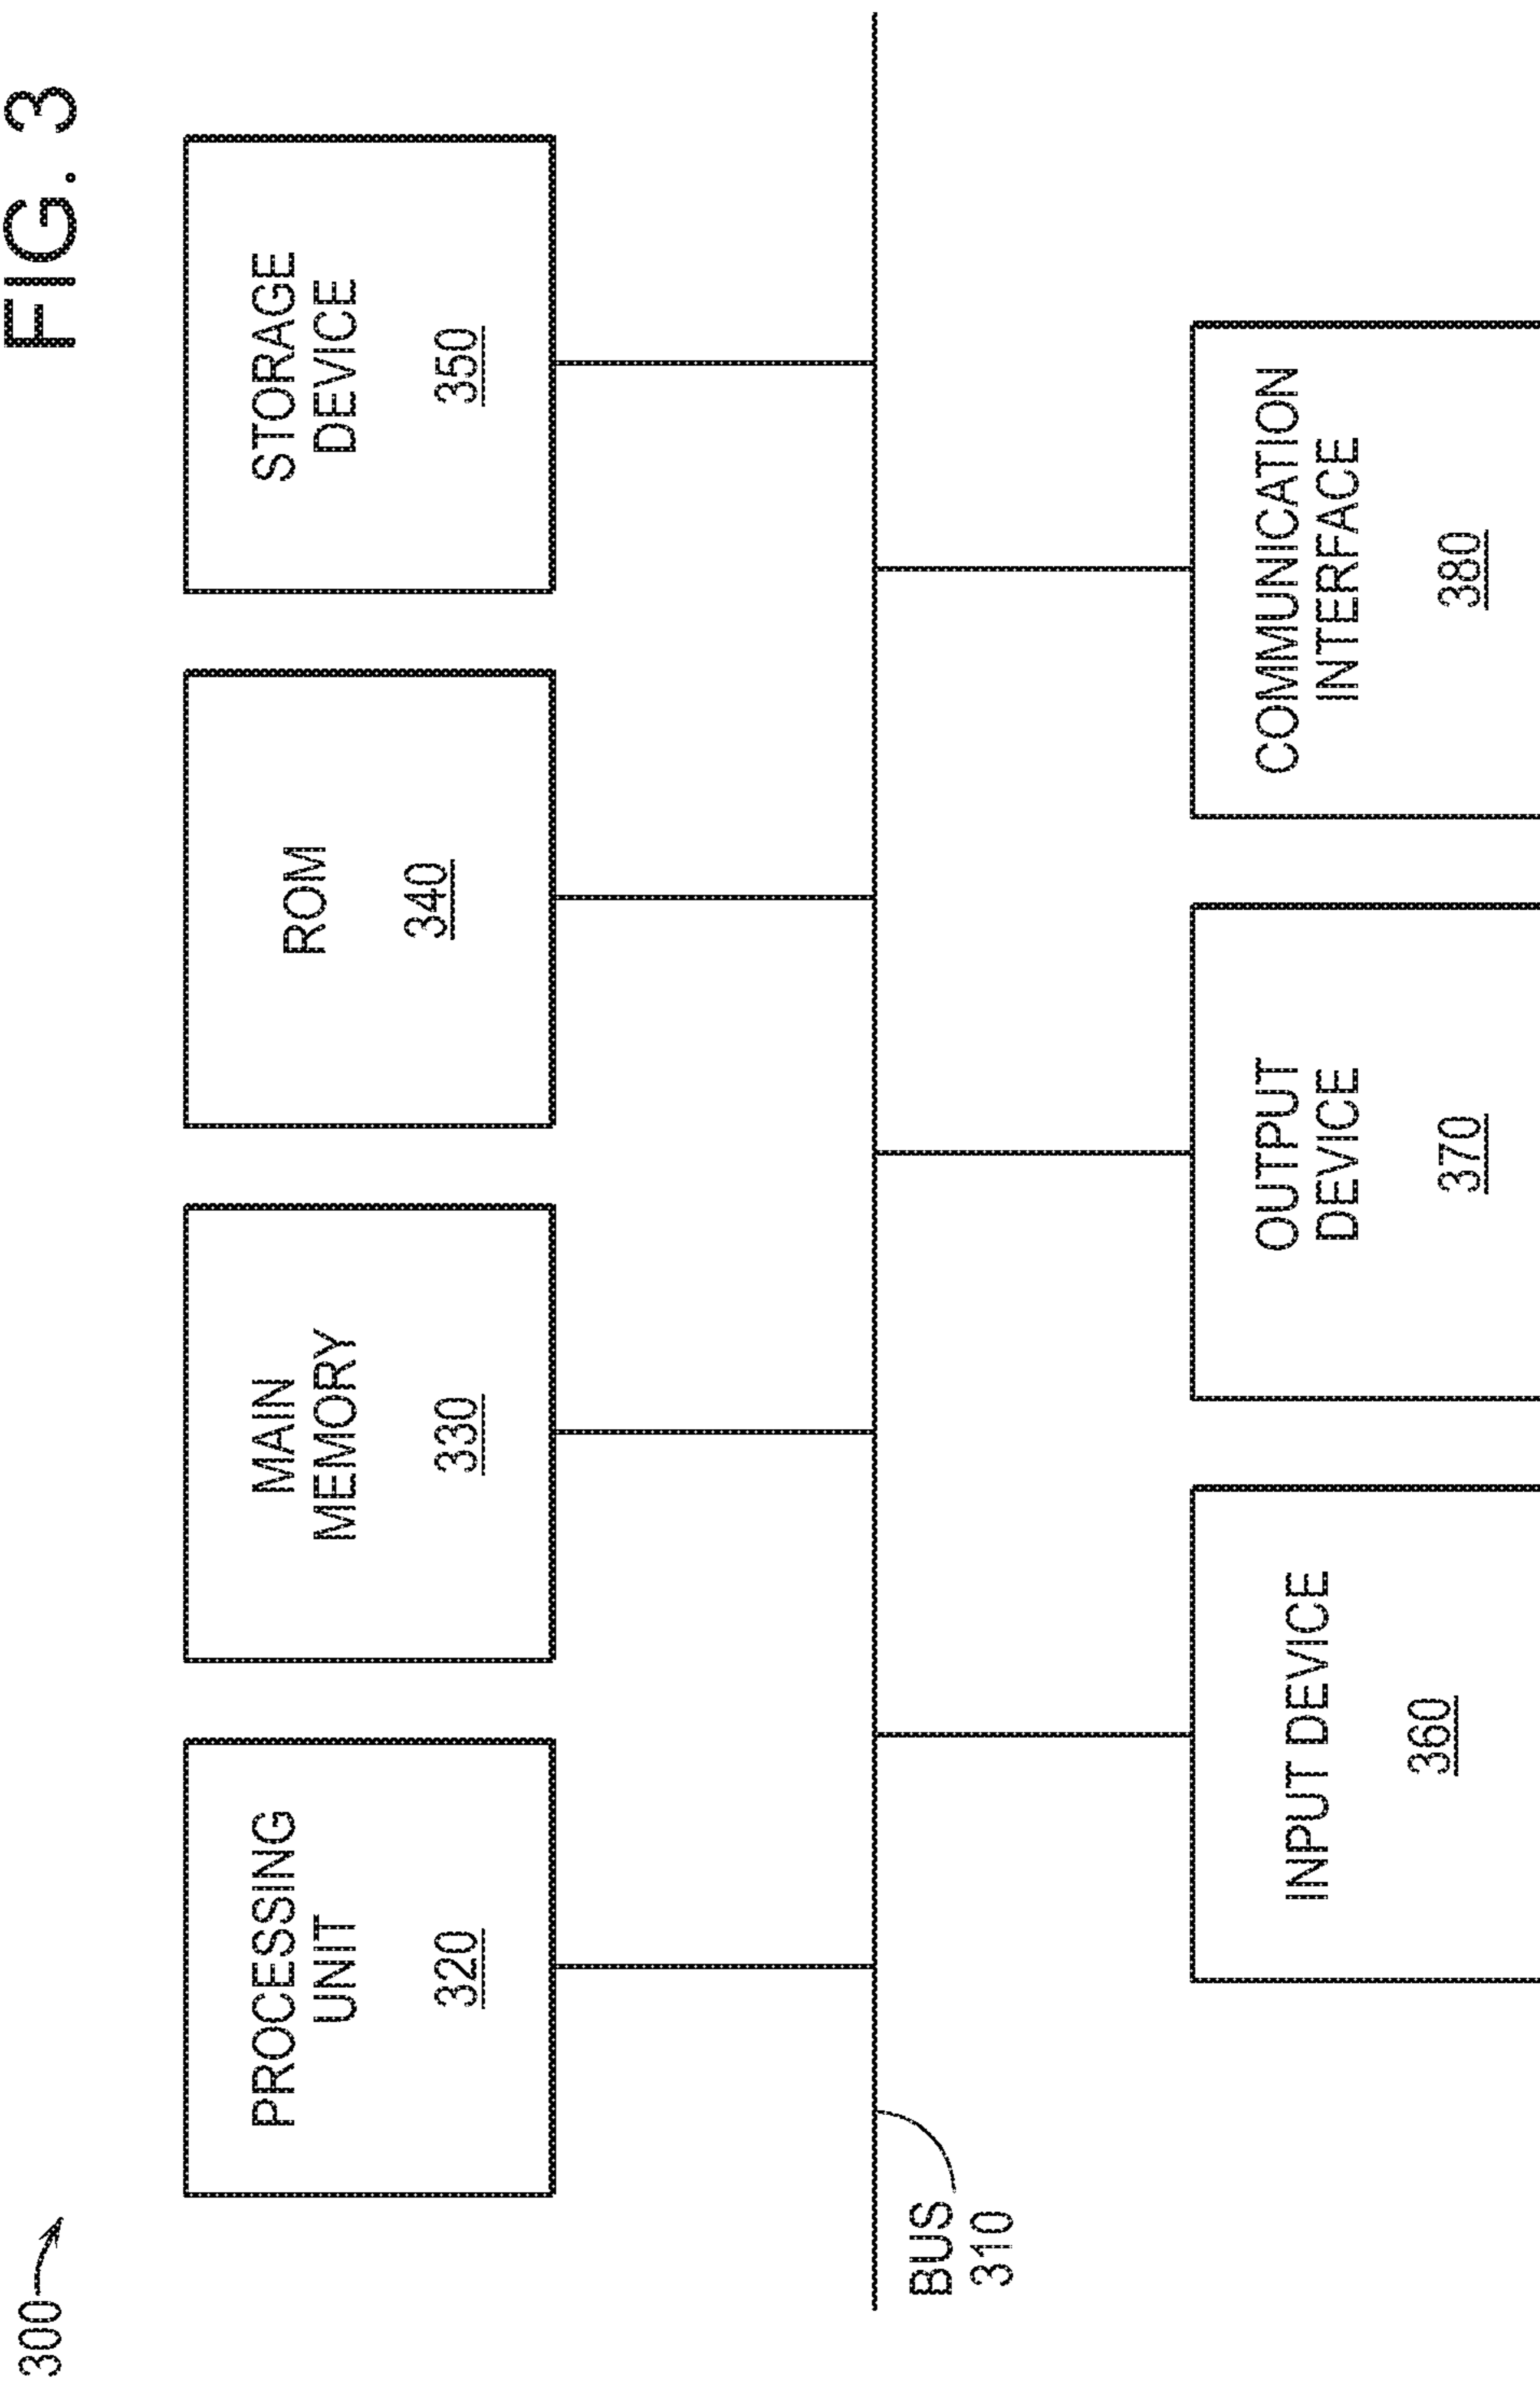 FIG. 3
300
PROCESSING
UNIT
320
MAIN
MEMORY
330
ROM
340
STORAGE
DEVICE
350
BUS
310
INPUT DEVICE
360
OUTPUT
DEVICE
370
COMMUNICATION
INTERFACE
380